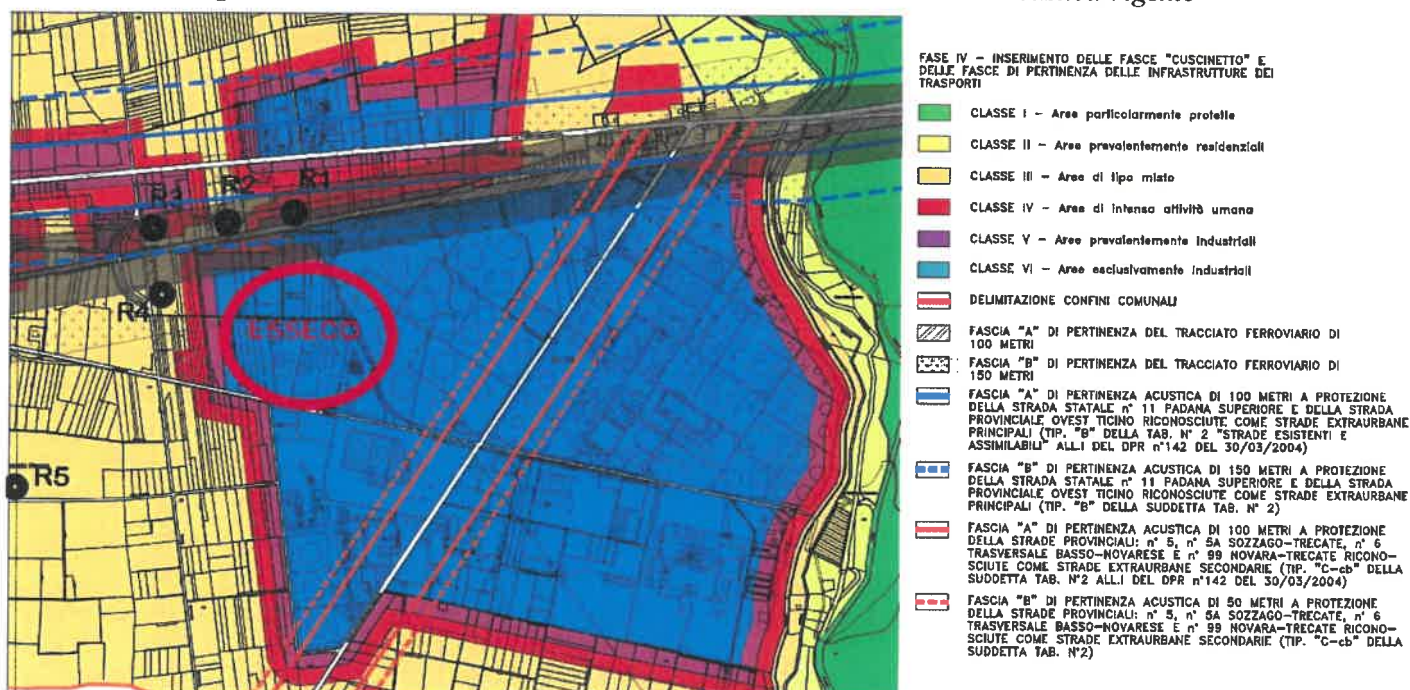 R3
R2
R1
R4
ESSECO
R5
FASE IV – INSERIMENTO DELLE FASCE "CUSCINETTO" E
DELLE FASCE DI PERTINENZA DELLE INFRASTRUTTURE DEI
TRASPORTI
CLASSE I – Aree particolarmente protette
CLASSE II – Aree prevalentemente residenziali
CLASSE III – Aree di tipo misto
CLASSE IV – Aree di intensa attività umana
CLASSE V – Aree prevalentemente industriali
CLASSE VI – Aree esclusivamente industriali
DELIMITAZIONE CONFINI COMUNALI
FASCIA "A" DI PERTINENZA DEL TRACCIATO FERROVIARIO DI
100 METRI
FASCIA "B" DI PERTINENZA DEL TRACCIATO FERROVIARIO DI
150 METRI
FASCIA "A" DI PERTINENZA ACUSTICA DI 100 METRI A PROTEZIONE
DELLA STRADA STATALE n° 11 PADANA SUPERIORE E DELLA STRADA
PROVINCIALE OVEST TICINO RICONOSCIUTE COME STRADE EXTRAURBANE
PRINCIPALI (TIP. "B" DELLA TAB. N° 2 "STRADE ESISTENTI E
ASSIMILABILI" ALL.I DEL DPR n°142 DEL 30/03/2004)
FASCIA "B" DI PERTINENZA ACUSTICA DI 150 METRI A PROTEZIONE
DELLA STRADA STATALE n° 11 PADANA SUPERIORE E DELLA STRADA
PROVINCIALE OVEST TICINO RICONOSCIUTE COME STRADE EXTRAURBANE
PRINCIPALI (TIP. "B" DELLA SUDDETTA TAB. N° 2)
FASCIA "A" DI PERTINENZA ACUSTICA DI 100 METRI A PROTEZIONE
DELLA STRADE PROVINCIALI: n° 5, n° 5A SOZZAGO-TRECATE, n° 6
TRASVERSALE BASSO-NOVARESE E n° 99 NOVARA-TRECATE RICONO-
SCIUTE COME STRADE EXTRAURBANE SECONDARIE (TIP. "C-cb" DELLA
SUDDETTA TAB. N°2 ALL.I DEL DPR n°142 DEL 30/03/2004)
FASCIA "B" DI PERTINENZA ACUSTICA DI 50 METRI A PROTEZIONE
DELLA STRADE PROVINCIALI: n° 5, n° 5A SOZZAGO-TRECATE, n° 6
TRASVERSALE BASSO-NOVARESE E n° 99 NOVARA-TRECATE RICONO-
SCIUTE COME STRADE EXTRAURBANE SECONDARIE (TIP. "C-cb" DELLA
SUDDETTA TAB. N°2)